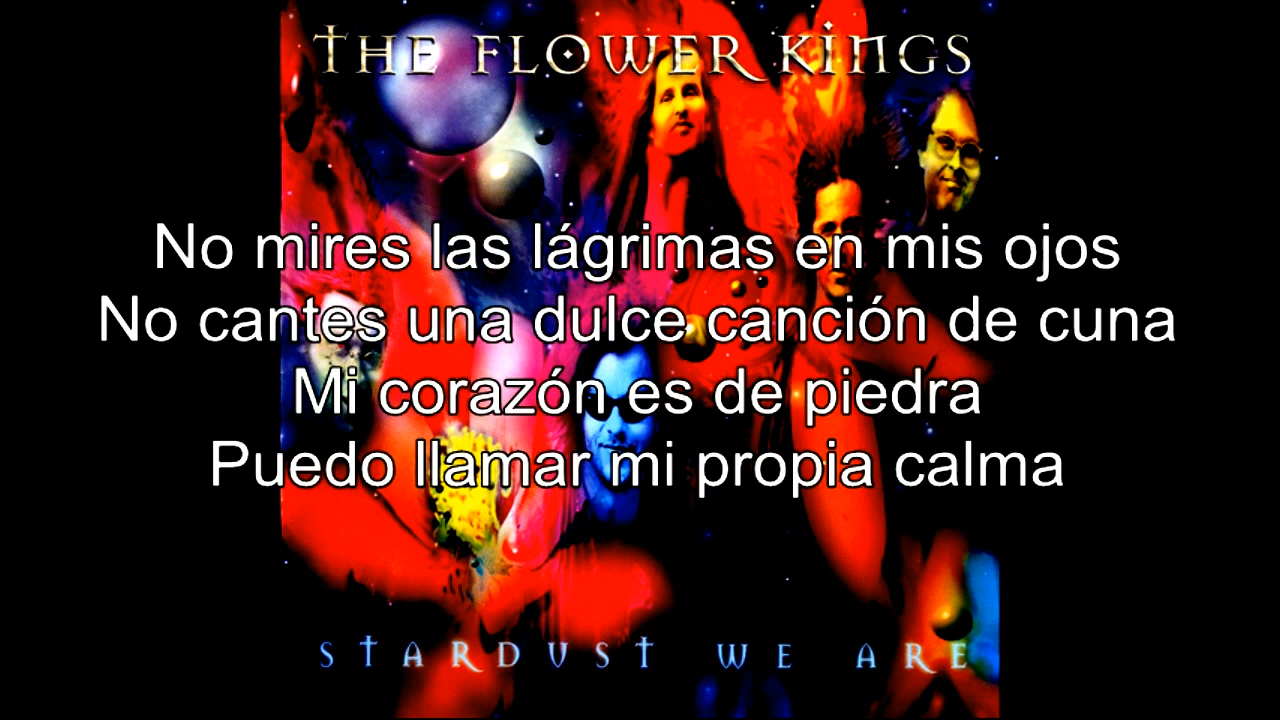 THE FLOWER KINGS
No mires las lágrimas en mis ojos
No cantes una dulce canción de cuna
Mi corazón es de piedra
Puedo llamar mi propia calma
STARDUST WE ARE